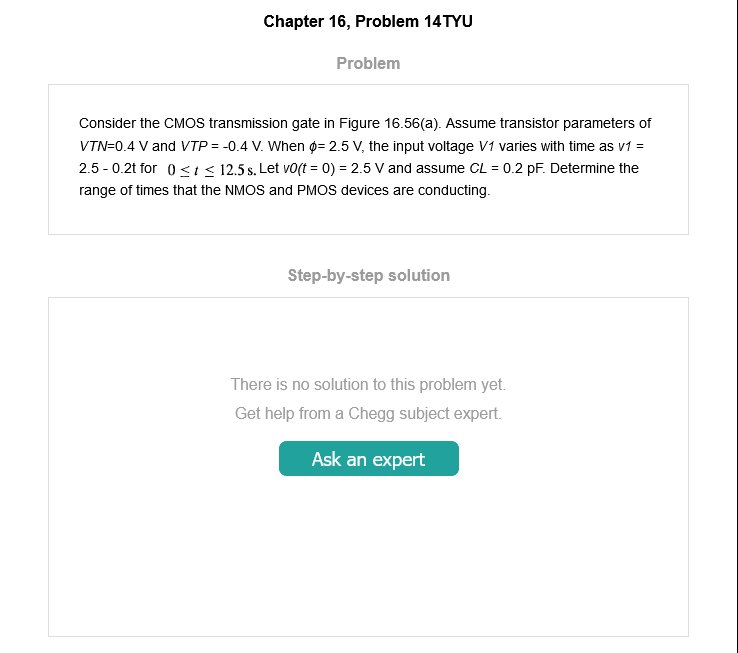 Chapter 16, Problem 14TYU
Problem
Consider the CMOS transmission gate in Figure 16.56(a). Assume transistor parameters of
VTN=0.4 V and VTP = -0.4 V. When ϕ= 2.5 V, the input voltage V1 varies with time as v1 =
2.5 - 0.2t for 0 ≤ t ≤ 12.5 s. Let v0(t = 0) = 2.5 V and assume CL = 0.2 pF. Determine the
range of times that the NMOS and PMOS devices are conducting.
Step-by-step solution
There is no solution to this problem yet.
Get help from a Chegg subject expert.
Ask an expert